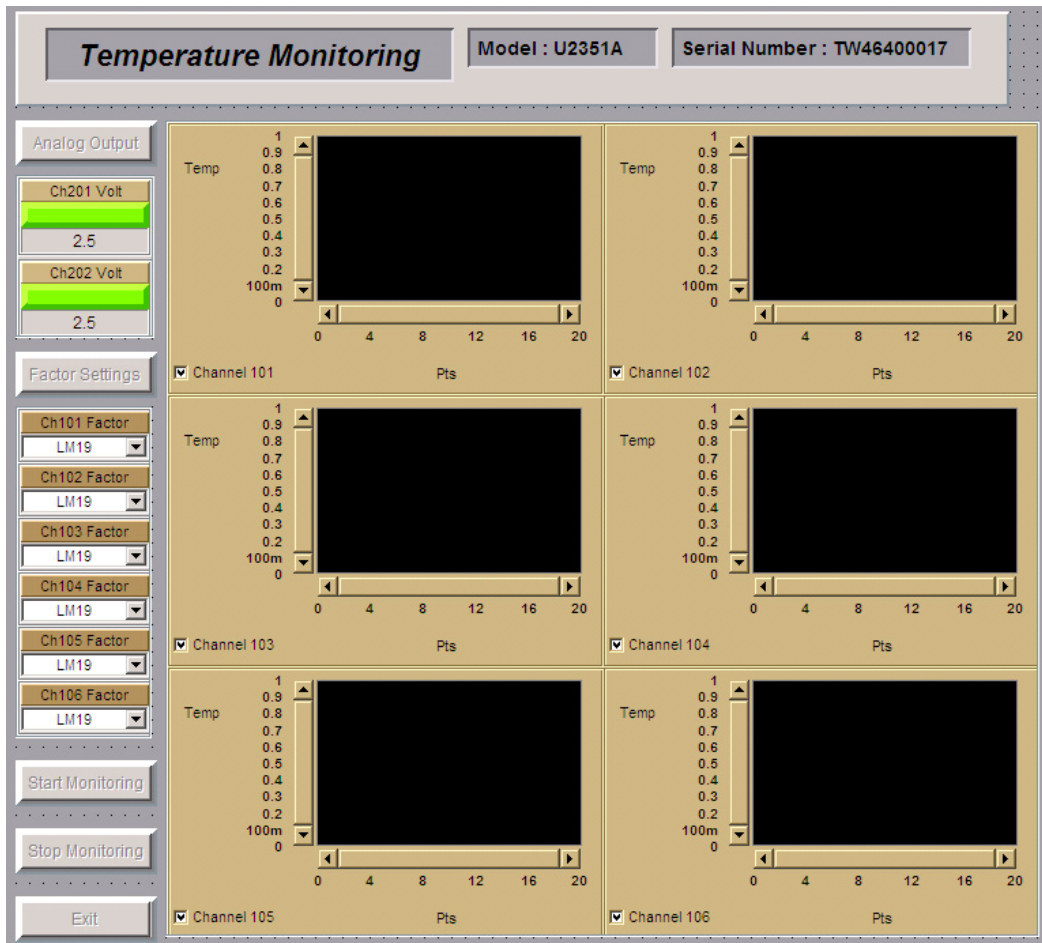 Temperature Monitoring
Model : U2351A
Serial Number : TW46400017
Analog Output
Ch201 Volt
2.5
Ch202 Volt
2.5
Factor Settings
Ch101 Factor
LM19
Ch102 Factor
LM19
Ch103 Factor
LM19
Ch104 Factor
LM19
Ch105 Factor
LM19
Ch106 Factor
LM19
Start Monitoring
Stop Monitoring
Exit
Temp
1
0.9
0.8
0.7
0.6
0.5
0.4
0.3
0.2
100m
0
0 4 8 12 16 20
Channel 101
Pts
Temp
1
0.9
0.8
0.7
0.6
0.5
0.4
0.3
0.2
100m
0
0 4 8 12 16 20
Channel 102
Pts
Temp
1
0.9
0.8
0.7
0.6
0.5
0.4
0.3
0.2
100m
0
0 4 8 12 16 20
Channel 103
Pts
Temp
1
0.9
0.8
0.7
0.6
0.5
0.4
0.3
0.2
100m
0
0 4 8 12 16 20
Channel 104
Pts
Temp
1
0.9
0.8
0.7
0.6
0.5
0.4
0.3
0.2
100m
0
0 4 8 12 16 20
Channel 105
Pts
Temp
1
0.9
0.8
0.7
0.6
0.5
0.4
0.3
0.2
100m
0
0 4 8 12 16 20
Channel 106
Pts